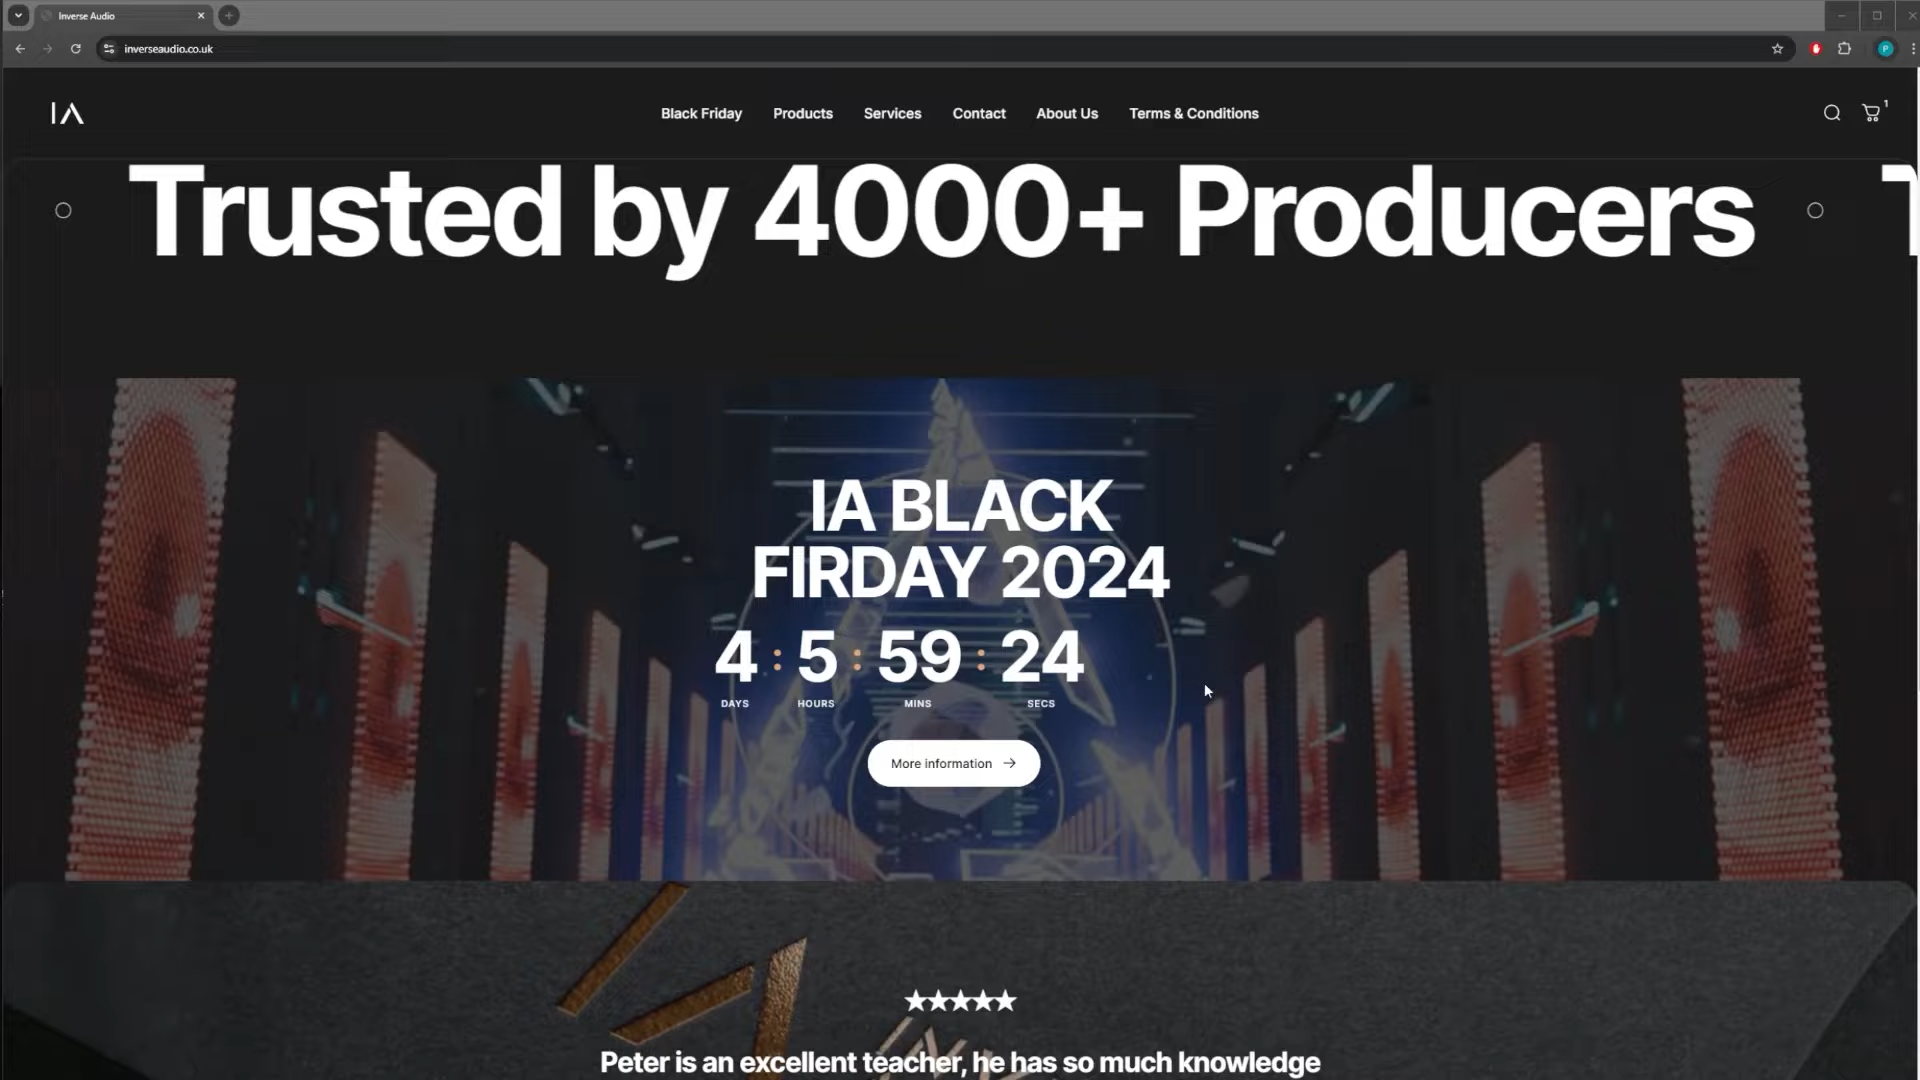 Inverse Audio
inverseaudio.co.uk
P
IA
Black Friday
Products
Services
Contact
About Us
Terms & Conditions
1
Trusted by 4000+ Producers
IA BLACK
FIRDAY 2024
4 : 5 : 59 : 24
DAYS HOURS MINS SECS
More information
Peter is an excellent teacher, he has so much knowledge